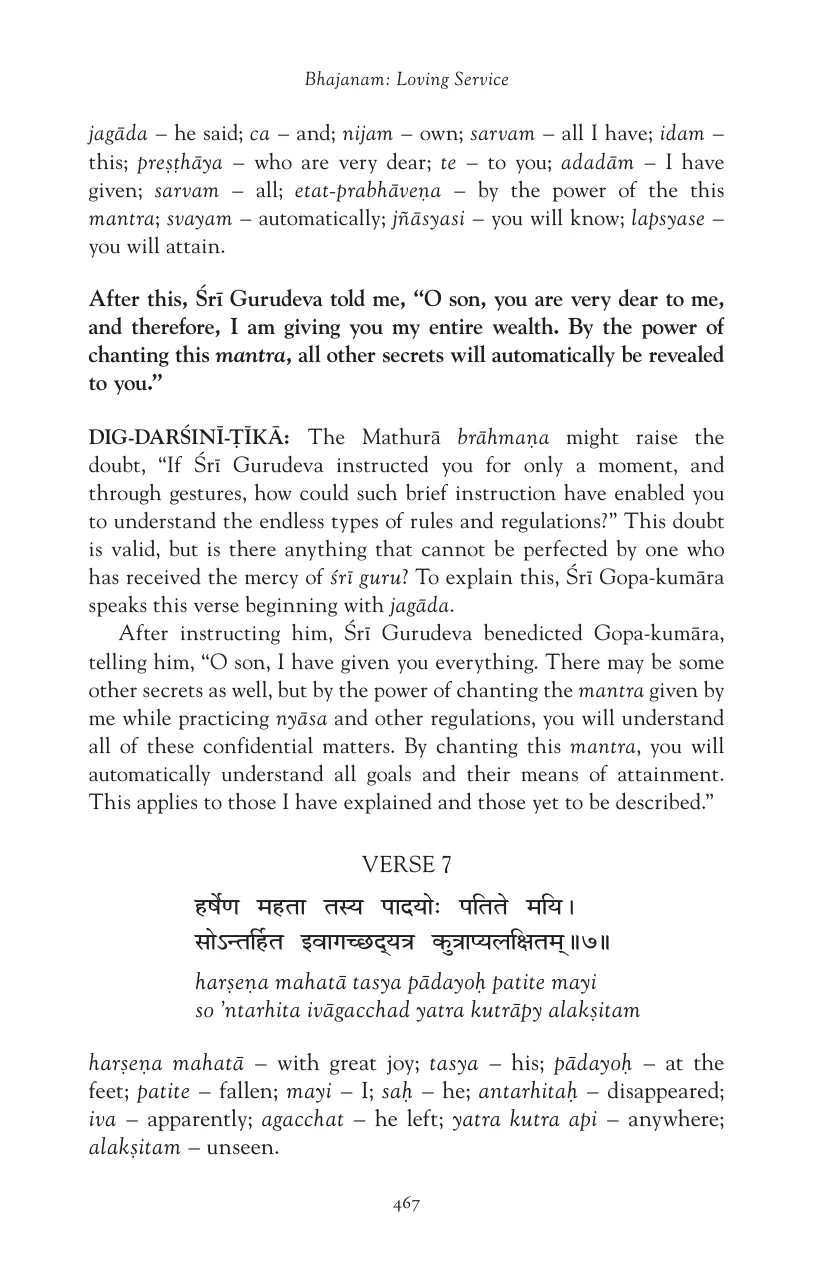 Bhajanam: Loving Service
jagāda – he said; ca – and; nijam – own; sarvam – all I have; idam –
this; preṣṭhāya – who are very dear; te – to you; adadām – I have
given; sarvam – all; etat-prabhāveṇa – by the power of the this
mantra; svayam – automatically; jñāsyasi – you will know; lapsyase –
you will attain.
After this, Śrī Gurudeva told me, “O son, you are very dear to me,
and therefore, I am giving you my entire wealth. By the power of
chanting this mantra, all other secrets will automatically be revealed
to you.”
DIG-DARŚINĪ-ṬĪKĀ: The Mathurā brāhmaṇa might raise the
doubt, “If Śrī Gurudeva instructed you for only a moment, and
through gestures, how could such brief instruction have enabled you
to understand the endless types of rules and regulations?” This doubt
is valid, but is there anything that cannot be perfected by one who
has received the mercy of śrī guru? To explain this, Śrī Gopa-kumāra
speaks this verse beginning with jagāda.
After instructing him, Śrī Gurudeva benedicted Gopa-kumāra,
telling him, “O son, I have given you everything. There may be some
other secrets as well, but by the power of chanting the mantra given by
me while practicing nyāsa and other regulations, you will understand
all of these confidential matters. By chanting this mantra, you will
automatically understand all goals and their means of attainment.
This applies to those I have explained and those yet to be described.”
VERSE 7
हर्षेण महता तस्य पादयोः पतिते मयि।
सोऽन्तर्हित इवागच्छद्यत्र कुत्राप्यलक्षितम्॥७॥
harṣeṇa mahatā tasya pādayoḥ patite mayi
so ’ntarhita ivāgacchad yatra kutrāpy alakṣitam
harṣeṇa mahatā – with great joy; tasya – his; pādayoḥ – at the
feet; patite – fallen; mayi – I; saḥ – he; antarhitaḥ – disappeared;
iva – apparently; agacchat – he left; yatra kutra api – anywhere;
alakṣitam – unseen.
467